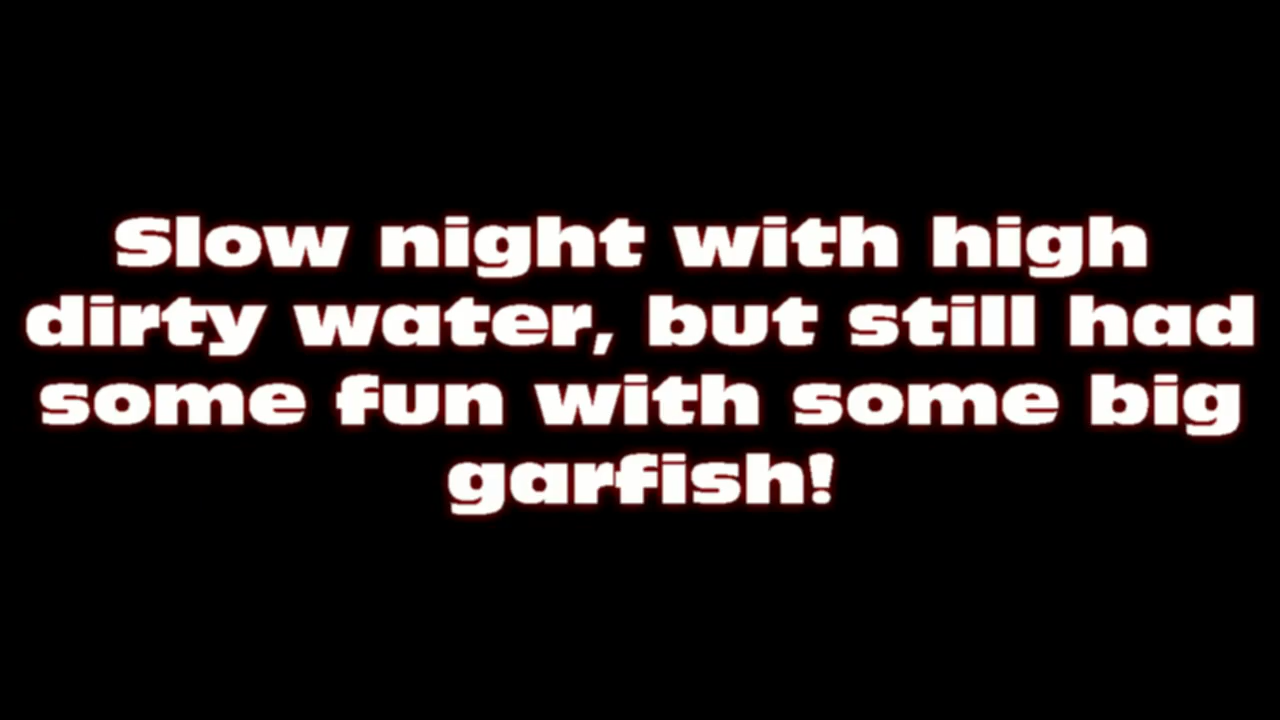 Slow night with high
dirty water, but still had
some fun with some big
garfish!